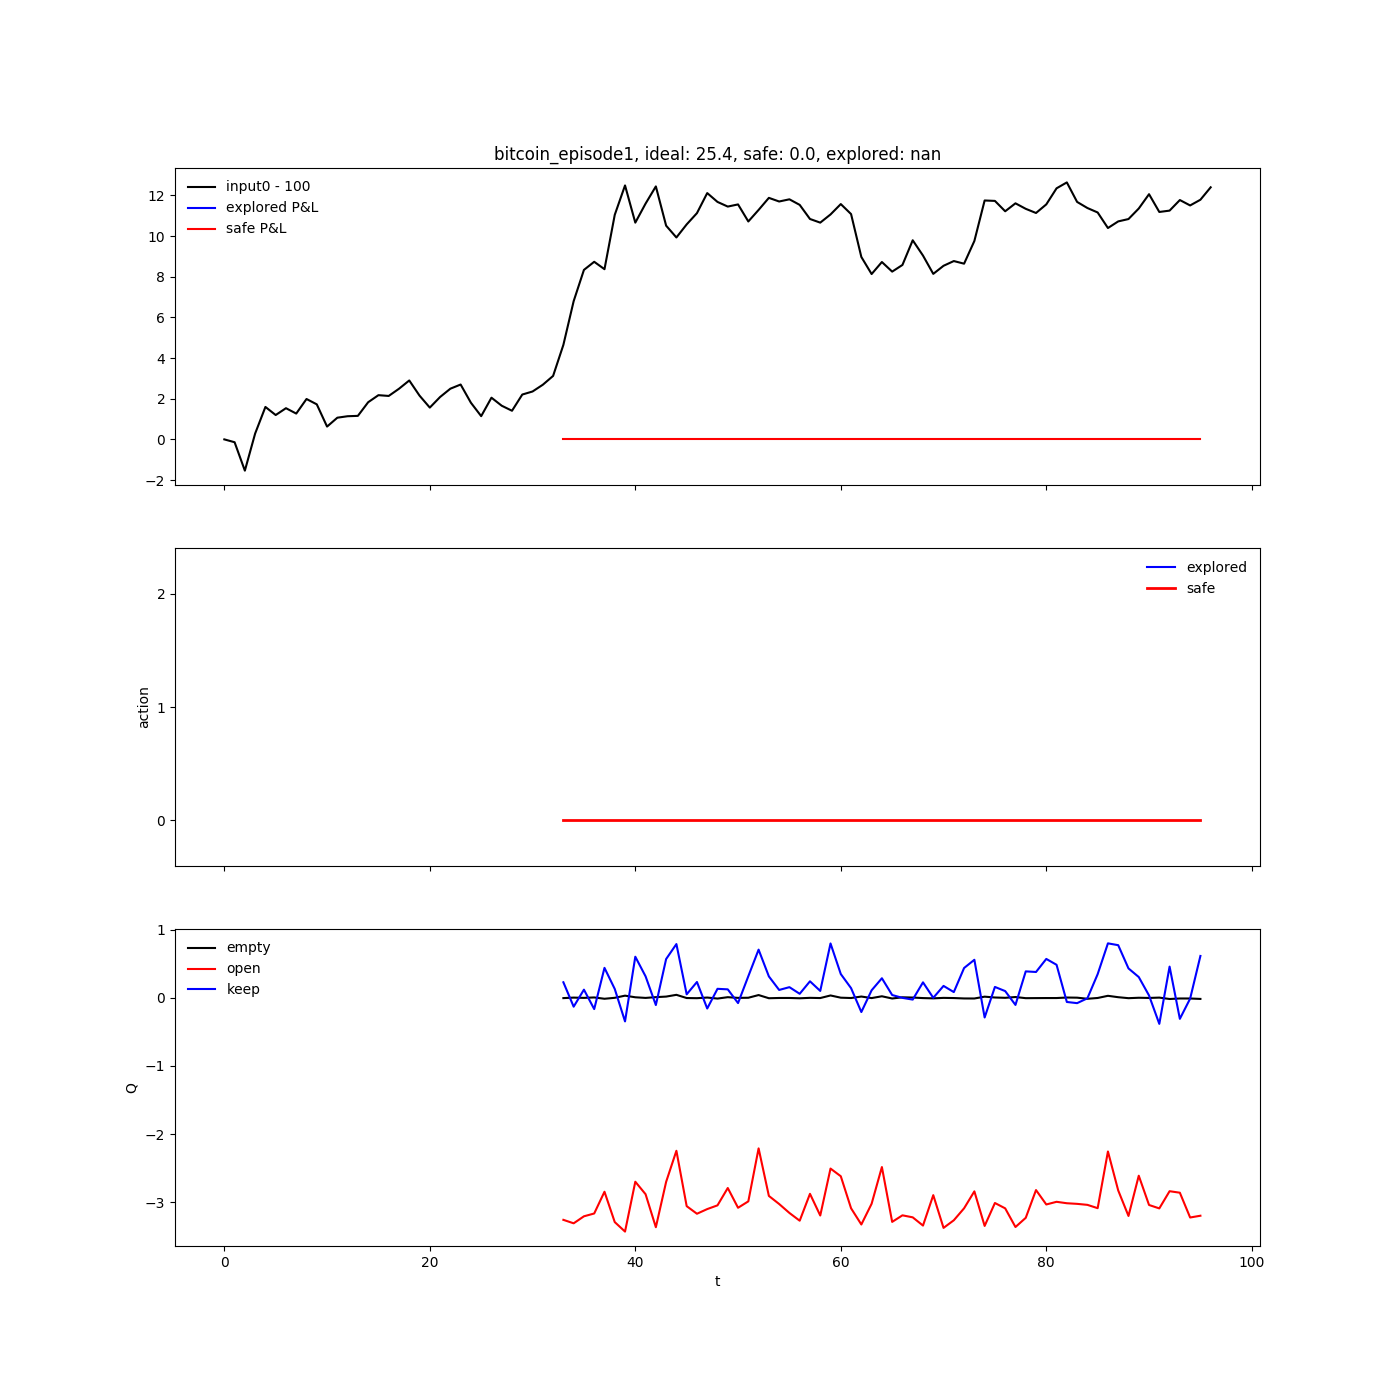 bitcoin_episode1, ideal: 25.4, safe: 0.0, explored: nan
input0 - 100
explored P&L
safe P&L
12
10
8
6
4
2
0
−2
explored
safe
2
1
0
action
empty
open
keep
1
0
−1
−2
−3
Q
0 20 40 60 80 100
t